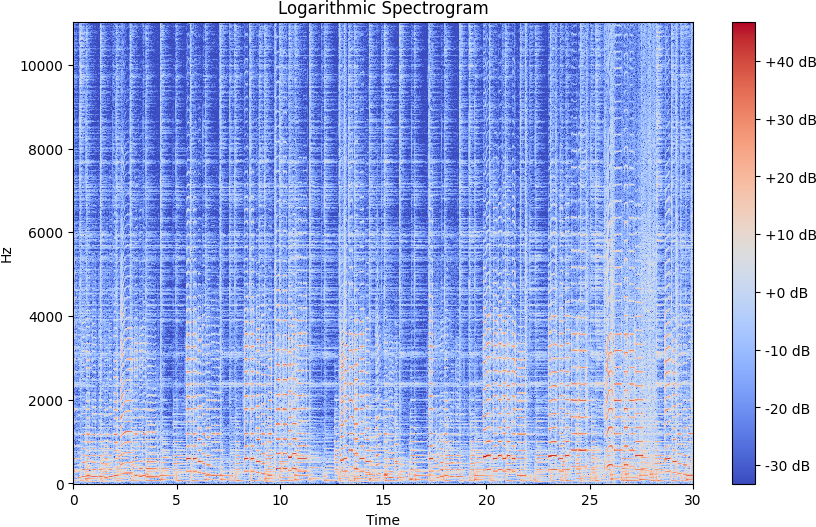 Logarithmic Spectrogram
Hz
10000
8000
6000
4000
2000
0
0 5 10 15 20 25 30
Time
+40 dB
+30 dB
+20 dB
+10 dB
+0 dB
-10 dB
-20 dB
-30 dB